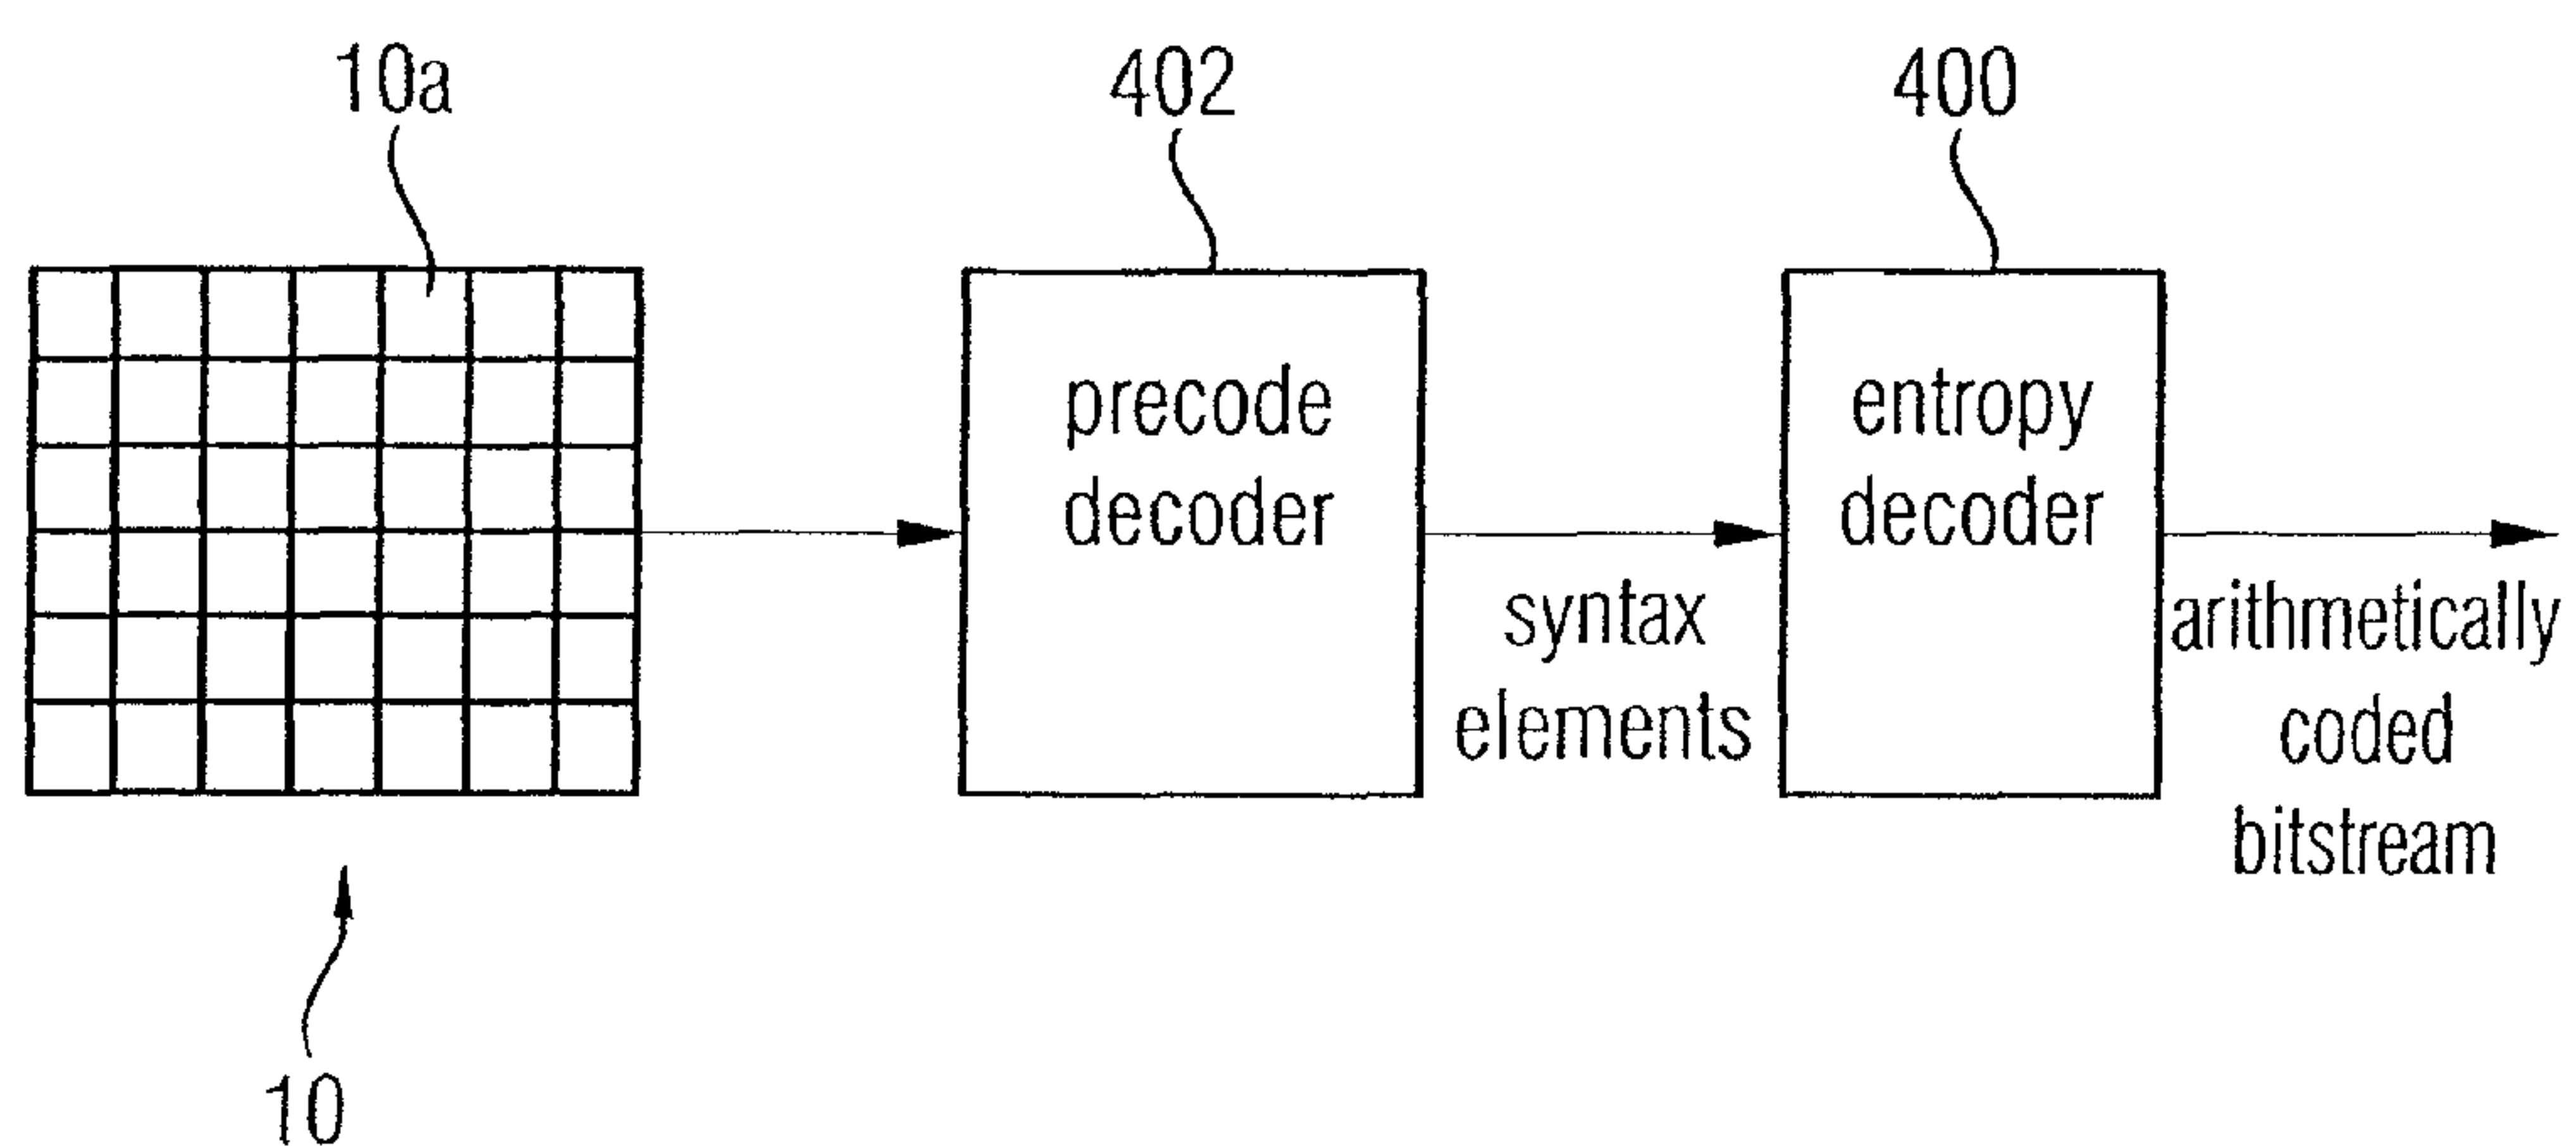 10a
402
400
precode
decoder
entropy
decoder
syntax
elements
arithmetically
coded
bitstream
10